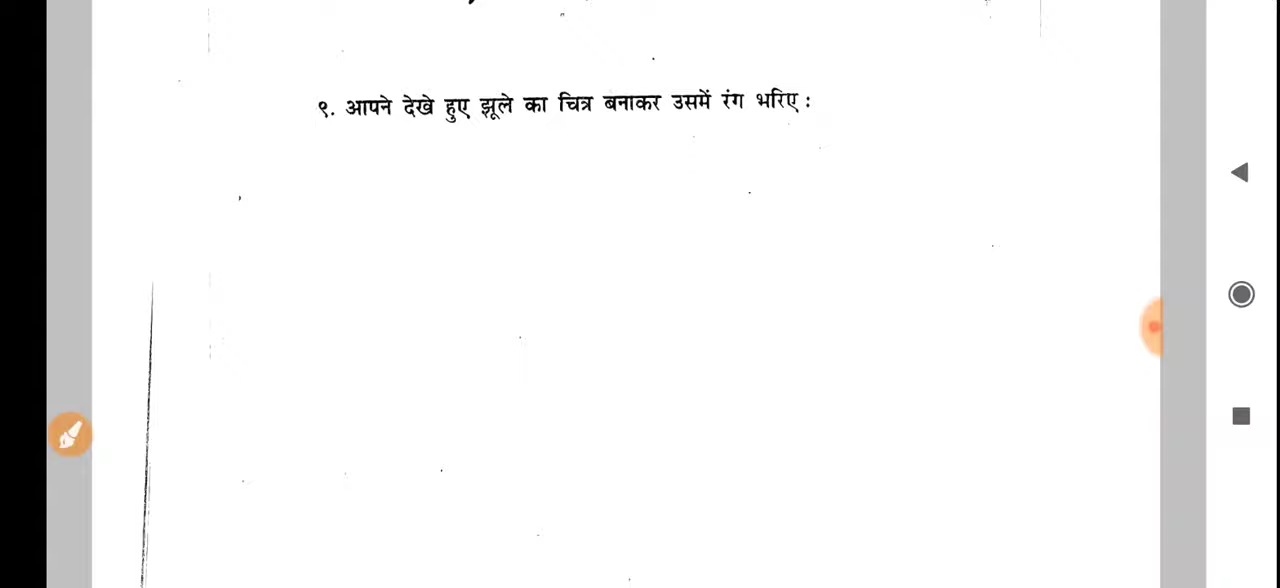 ९. आपने देखे हुए झूले का चित्र बनाकर उसमें रंग भरिए :